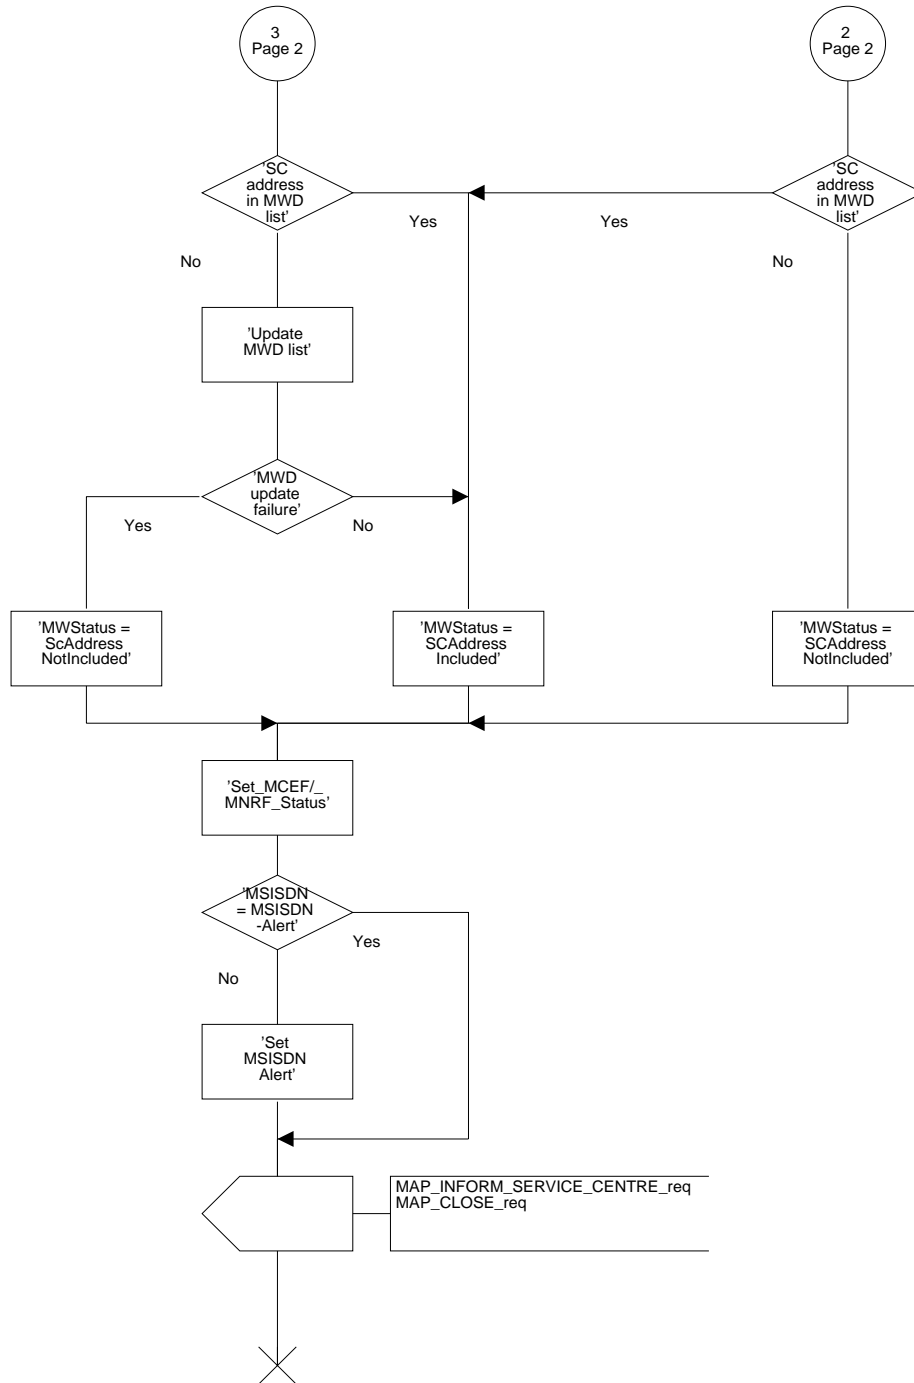 3
Page 2
2
Page 2
’SC
address
in MWD
list’
’SC
address
in MWD
list’
Yes
Yes
No
No
’Update
MWD list’
’MWD
update
failure’
Yes
No
’MWStatus =
ScAddress
NotIncluded’
’MWStatus =
SCAddress
Included’
’MWStatus =
SCAddress
NotIncluded’
’Set_MCEF/_
MNRF_Status’
’MSISDN
= MSISDN
-Alert’
Yes
No
’Set
MSISDN
Alert’
MAP_INFORM_SERVICE_CENTRE_req
MAP_CLOSE_req